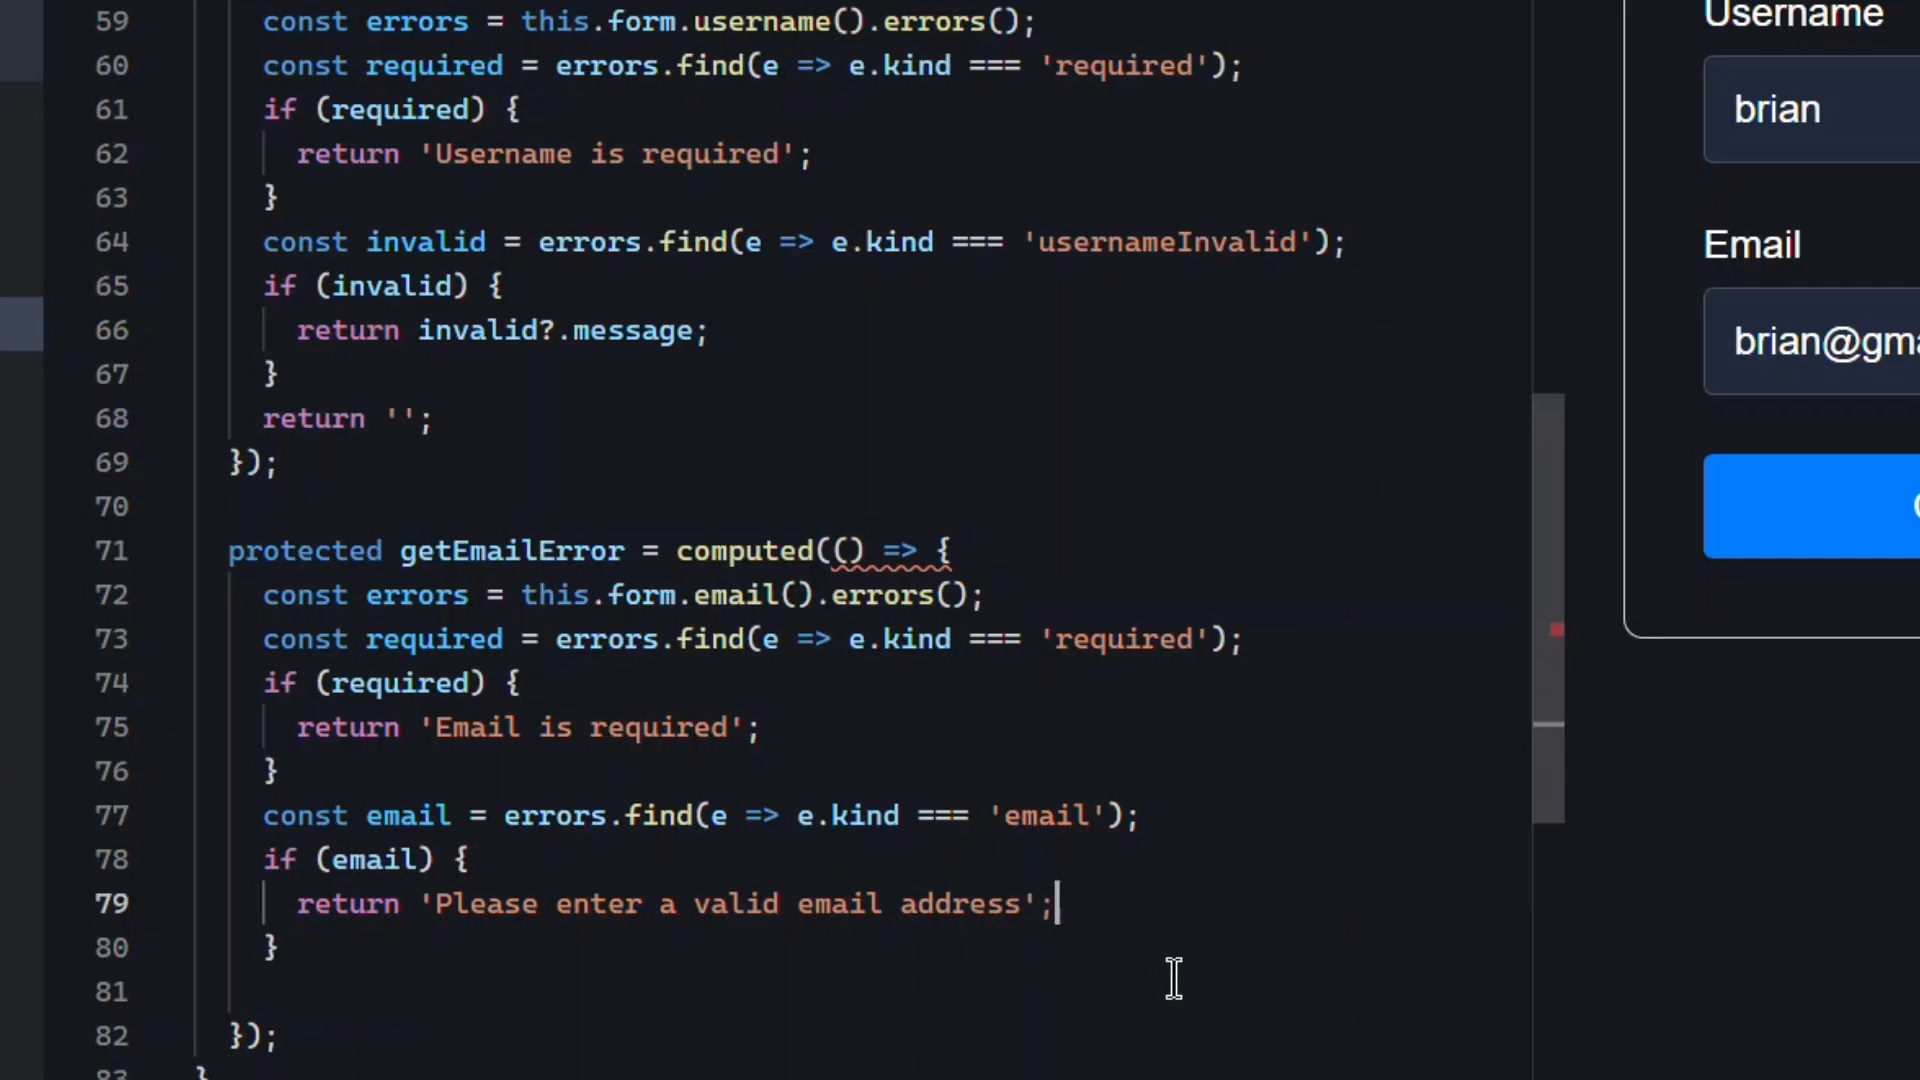 59 const errors = this.form.username().errors();
Username
60 const required = errors.find(e => e.kind === 'required');
61 if (required) {
brian
62 return 'Username is required';
63 }
64 const invalid = errors.find(e => e.kind === 'usernameInvalid');
Email
65 if (invalid) {
66 return invalid?.message;
brian@gma
67 }
68 return '';
69 });
70
71 protected getEmailError = computed(() => {
72 const errors = this.form.email().errors();
73 const required = errors.find(e => e.kind === 'required');
74 if (required) {
75 return 'Email is required';
76 }
77 const email = errors.find(e => e.kind === 'email');
78 if (email) {
79 return 'Please enter a valid email address';
80 }
81
82 });
83 }